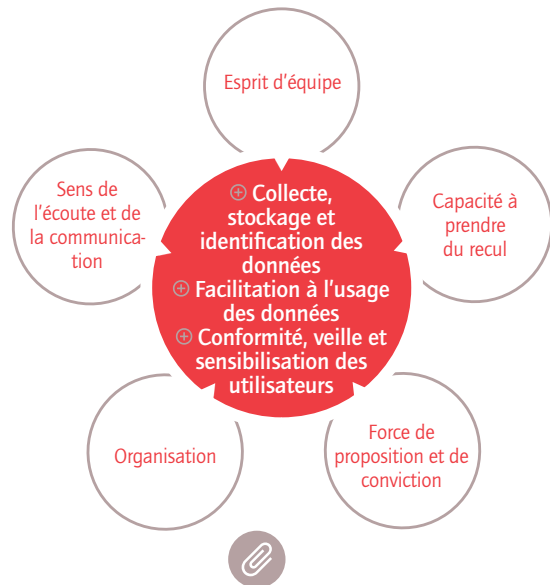 Esprit d'équipe
Sens de
l'écoute et de
la communica-
tion
Capacité à
prendre
du recul
⊕ Collecte,
stockage et
identification des
données
⊕ Facilitation à l'usage
des données
⊕ Conformité, veille et
sensibilisation des
utilisateurs
Organisation
Force de
proposition et de
conviction